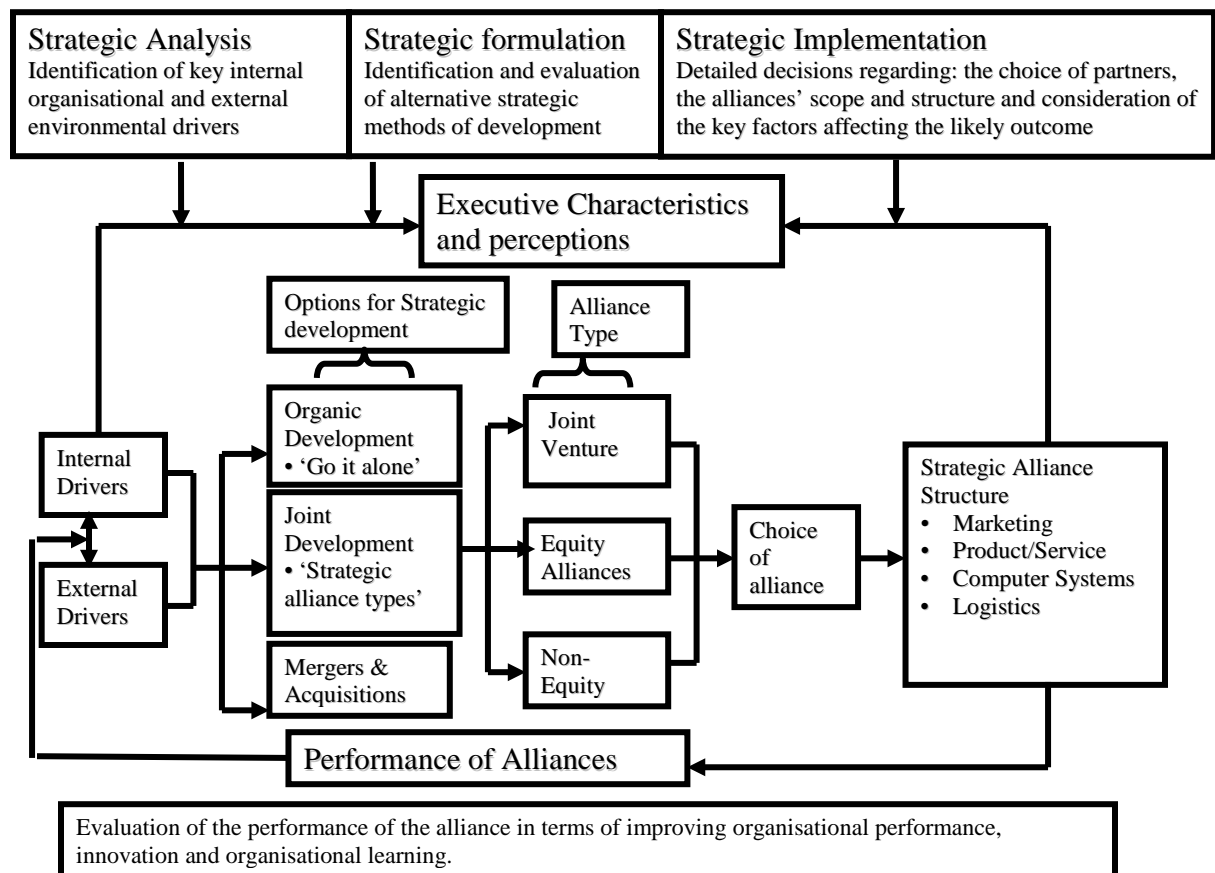 Strategic Analysis
Identification of key internal
organisational and external
environmental drivers
Strategic formulation
Identification and evaluation
of alternative strategic
methods of development
Strategic Implementation
Detailed decisions regarding: the choice of partners,
the alliances’ scope and structure and consideration of
the key factors affecting the likely outcome
Executive Characteristics
and perceptions
Options for Strategic
development
Alliance
Type
Internal
Drivers
External
Drivers
Organic
Development
• ‘Go it alone’
Joint
Development
• ‘Strategic
alliance types’
Mergers &
Acquisitions
Joint
Venture
Equity
Alliances
Non-
Equity
Choice
of
alliance
Strategic Alliance
Structure
• Marketing
• Product/Service
• Computer Systems
• Logistics
Performance of Alliances
Evaluation of the performance of the alliance in terms of improving organisational performance,
innovation and organisational learning.